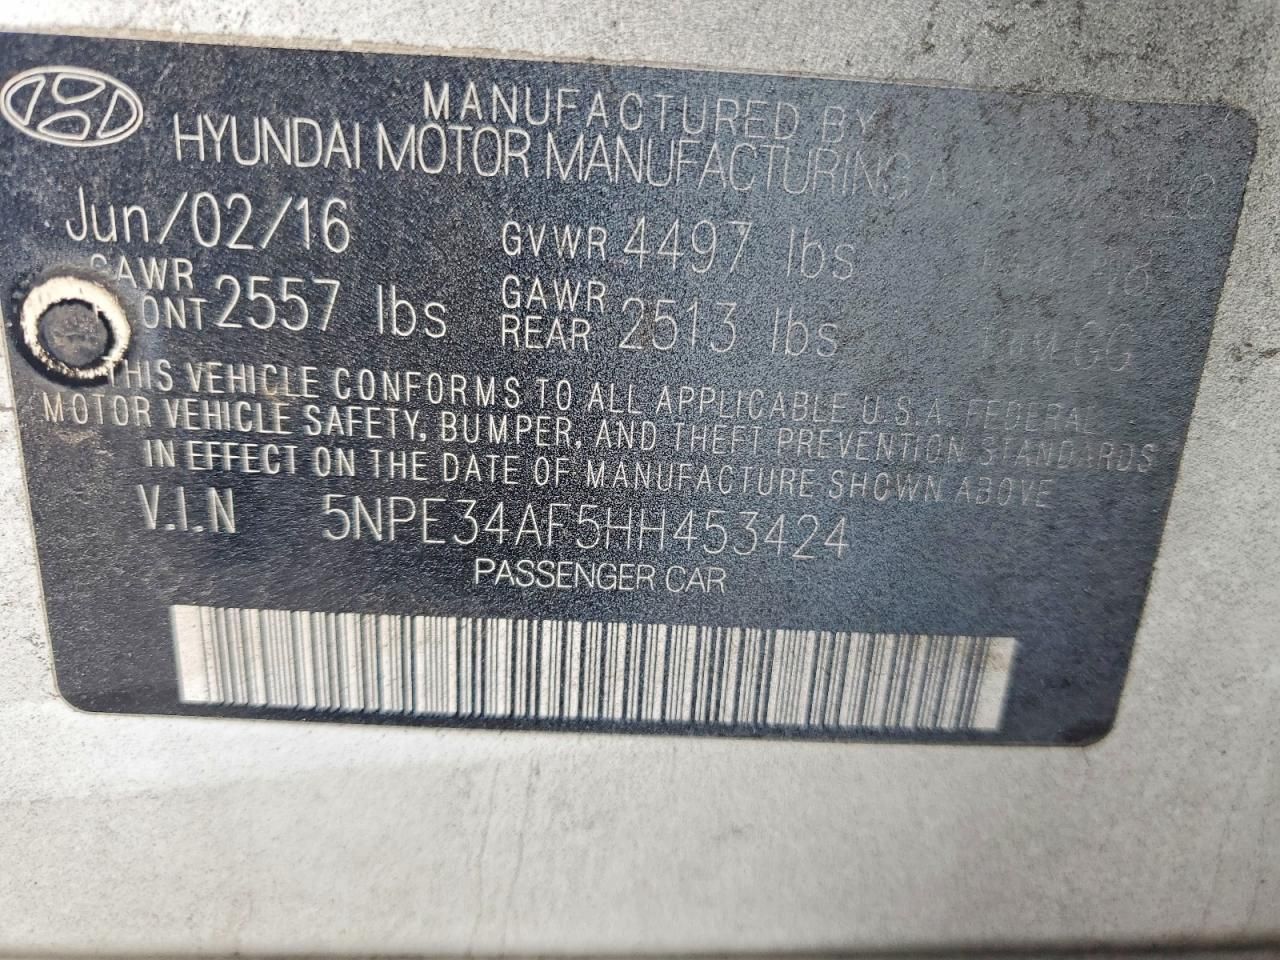 MANUFACTURED BY
HYUNDAI MOTOR MANUFACTURING
Jun/02/16 GVWR 4497 lbs
GAWR FRONT 2557 lbs GAWR REAR 2513 lbs
THIS VEHICLE CONFORMS TO ALL APPLICABLE U.S.A. FEDERAL
MOTOR VEHICLE SAFETY, BUMPER, AND THEFT PREVENTION STANDARDS
IN EFFECT ON THE DATE OF MANUFACTURE SHOWN ABOVE
V.I.N 5NPE34AF5HH453424
PASSENGER CAR